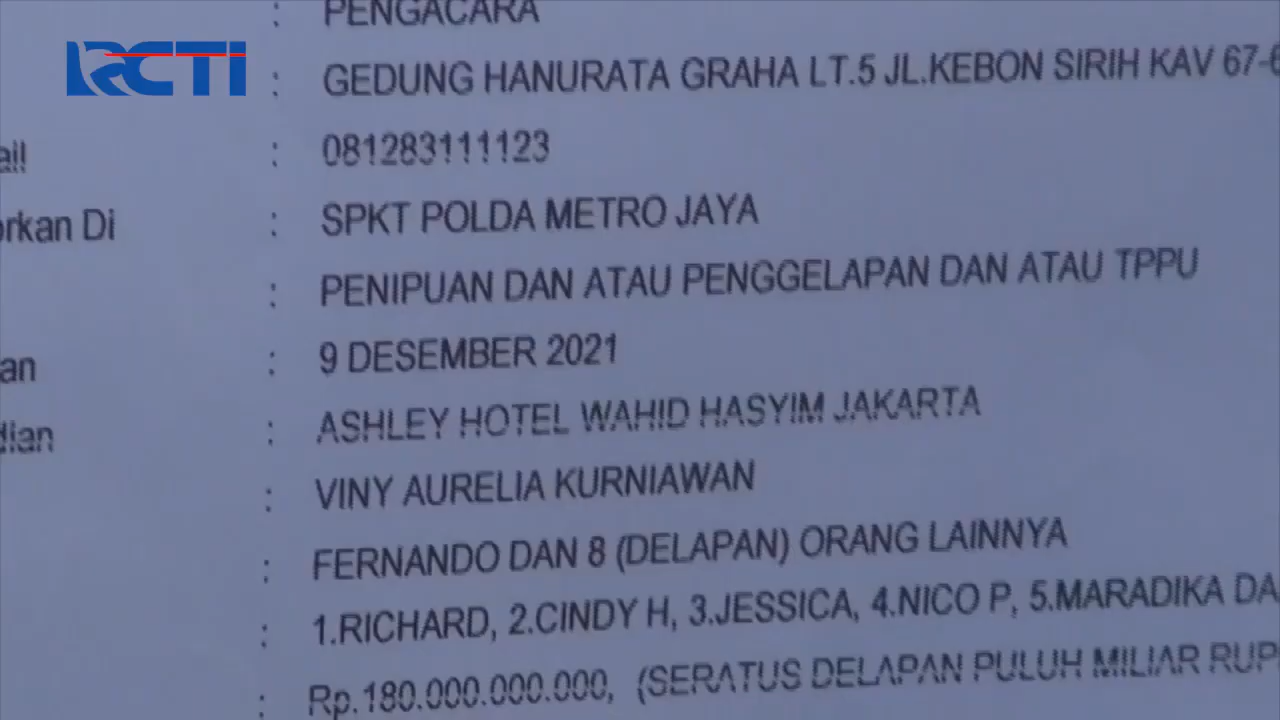 RCTI
: PENGACARA
: GEDUNG HANURATA GRAHA LT.5 JL.KEBON SIRIH KAV 67-6
ail : 081283111123
orkan Di : SPKT POLDA METRO JAYA
: PENIPUAN DAN ATAU PENGGELAPAN DAN ATAU TPPU
an : 9 DESEMBER 2021
dian : ASHLEY HOTEL WAHID HASYIM JAKARTA
: VINY AURELIA KURNIAWAN
: FERNANDO DAN 8 (DELAPAN) ORANG LAINNYA
: 1.RICHARD, 2.CINDY H, 3.JESSICA, 4.NICO P, 5.MARADIKA DA
: Rp.180.000.000.000, (SERATUS DELAPAN PULUH MILIAR RUP